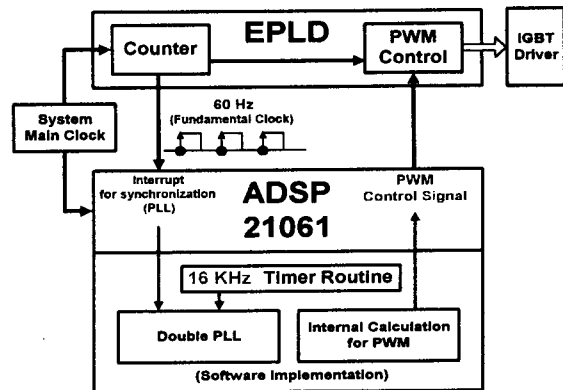 EPLD
Counter
PWM
Control
IGBT
Driver
System
Main Clock
60 Hz
(Fundamental Clock)
Interrupt
for synchronization
(PLL)
ADSP
21061
PWM
Control Signal
16 KHz Timer Routine
Double PLL
Internal Calculation
for PWM
(Software Implementation)